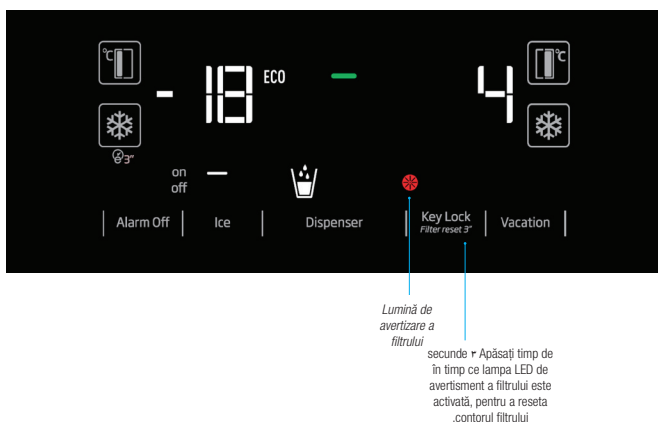 °C
°C
- 18 ECO
4
3"
on
off
Alarm Off
Ice
Dispenser
Key Lock
Filter reset 3"
Vacation
Lumină de
avertizare a
filtrului
secunde ٣ Apăsați timp de
în timp ce lampa LED de
avertisment a filtrului este
activată, pentru a reseta
.contorul filtrului